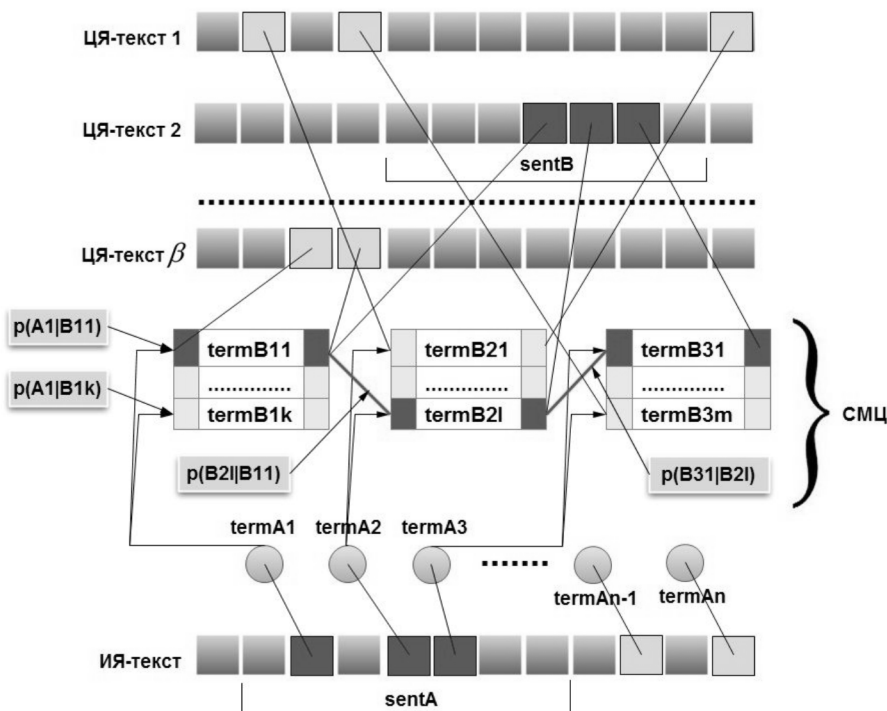 ЦЯ-текст 1
ЦЯ-текст 2
sentB
ЦЯ-текст β
p(A1|B11)
termB11
termB21
termB31
..............
..............
..............
p(A1|B1k)
termB1k
termB2l
termB3m
СМЦ
p(B2l|B11)
p(B31|B2l)
termA1
termA2
termA3
termAn-1
termAn
ИЯ-текст
sentA